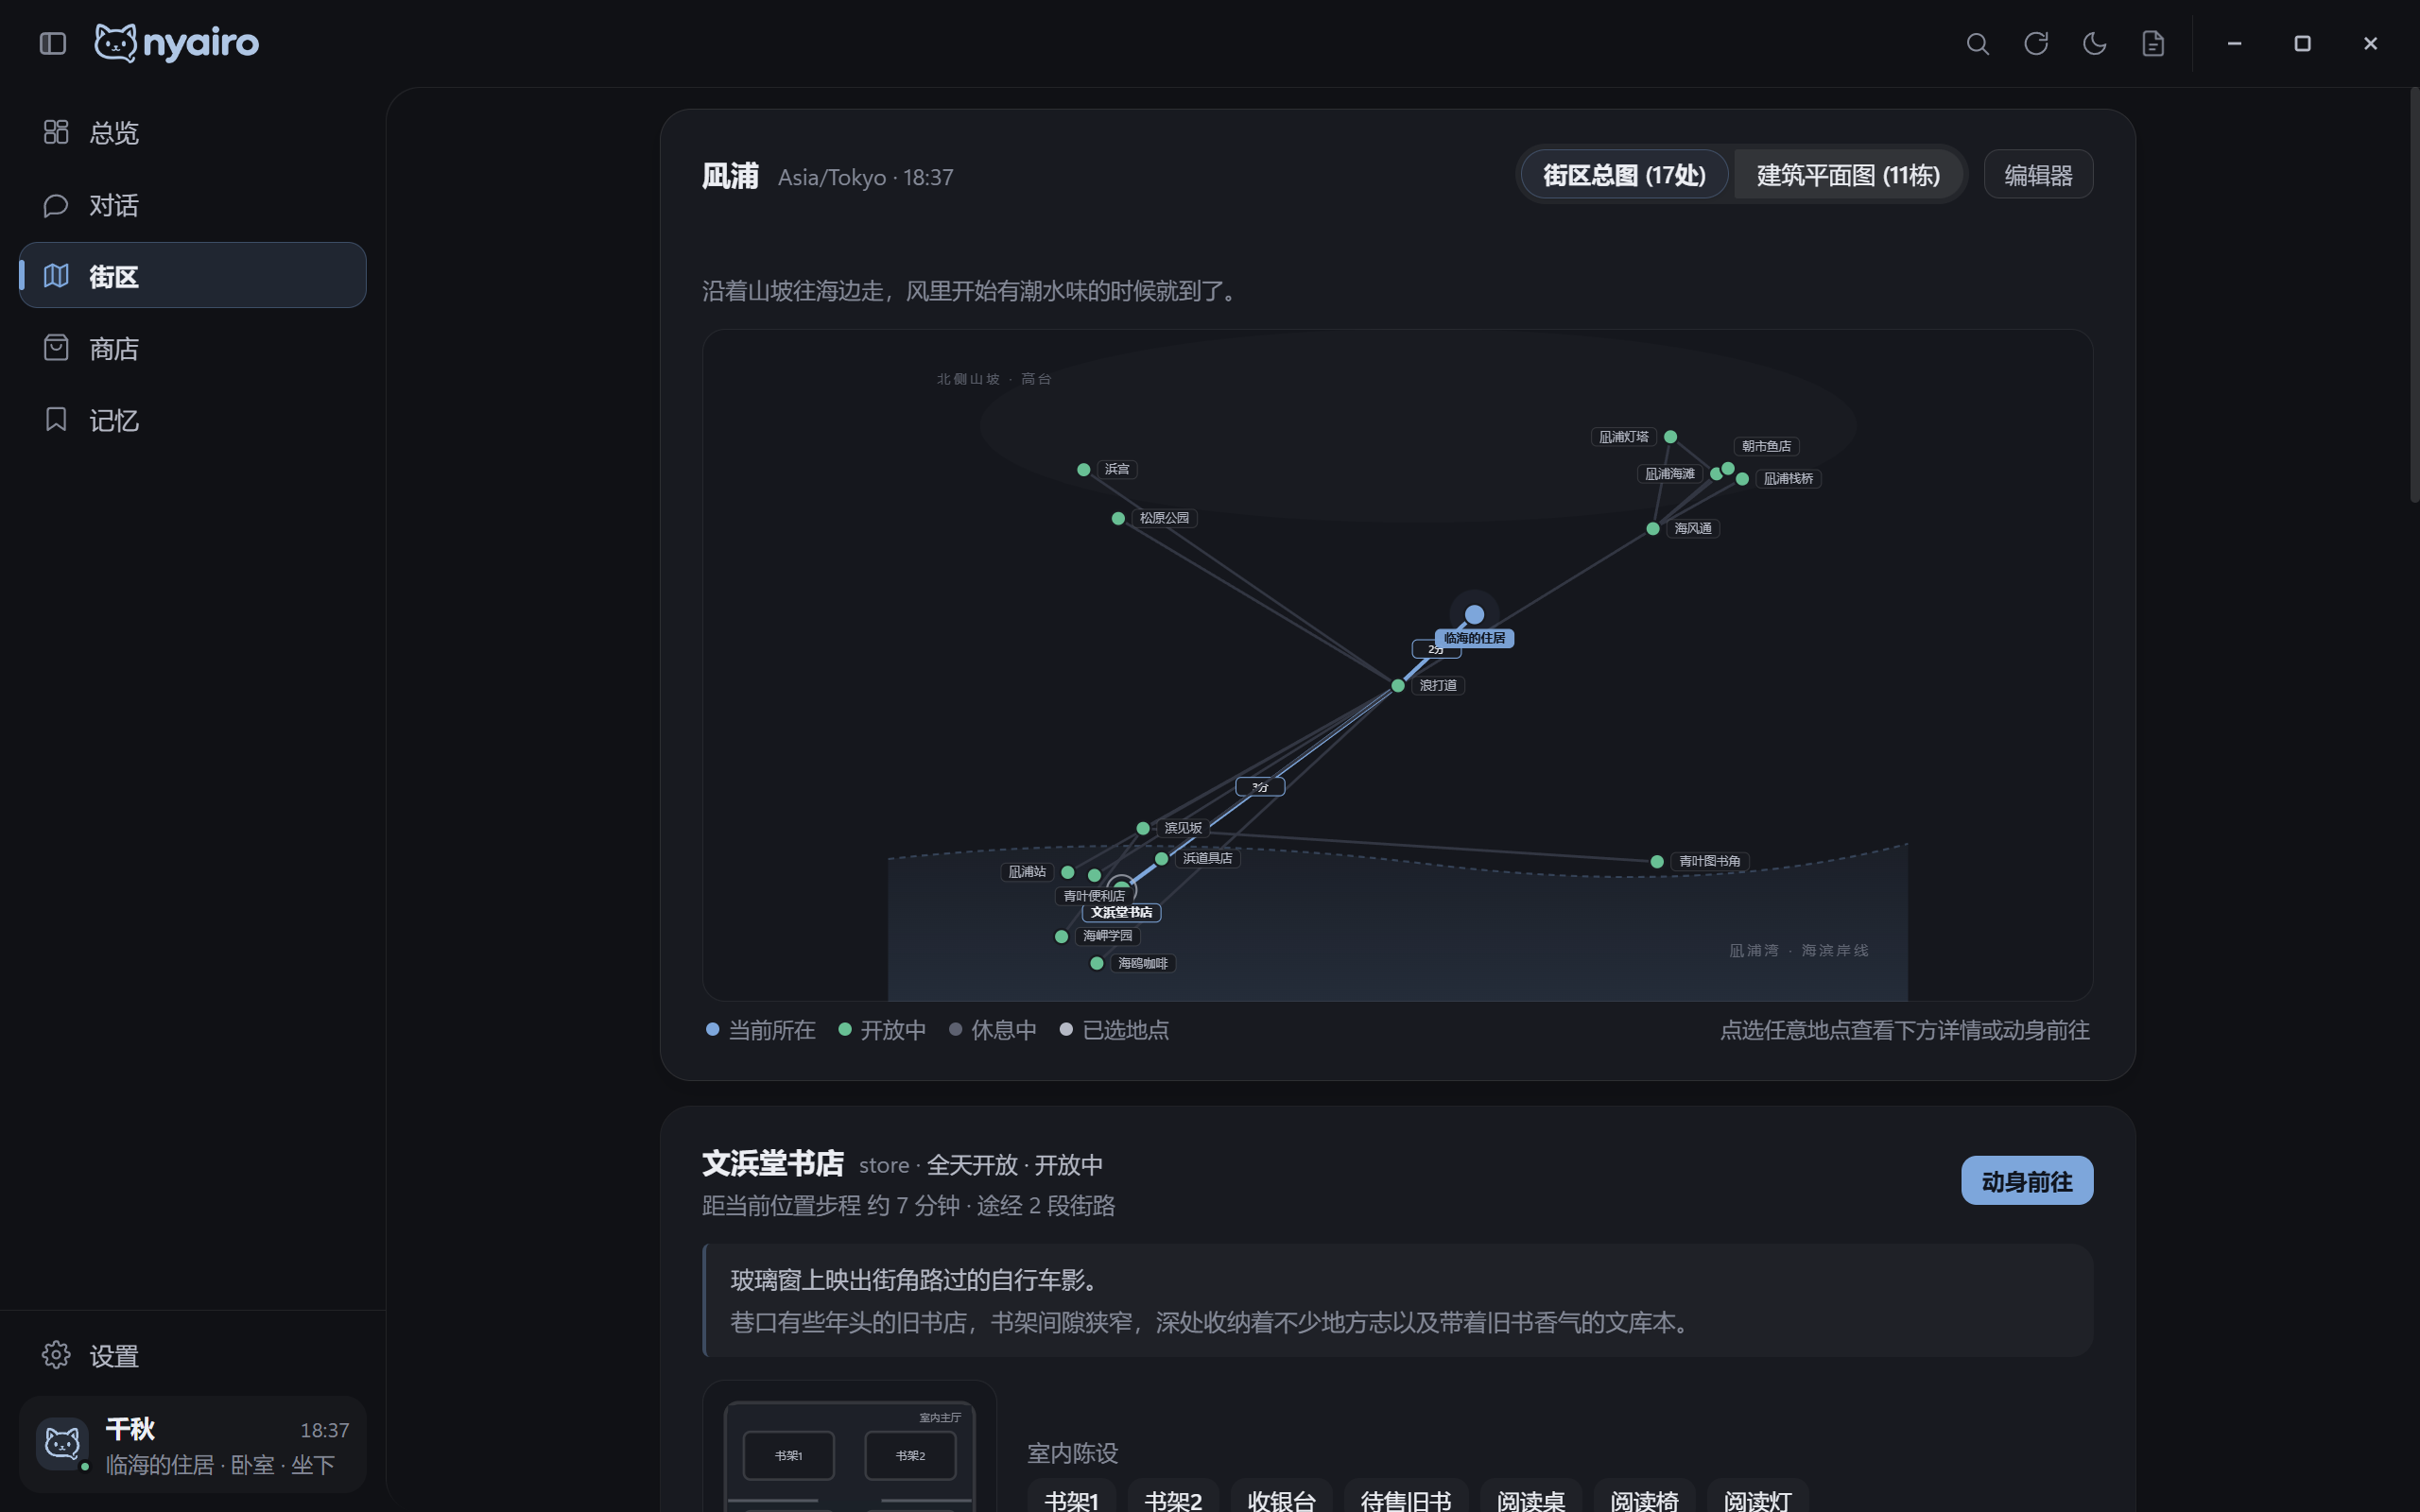 nyairo
总览
对话
街区
商店
记忆
设置
千秋 18:37
临海的住居 · 卧室 · 坐下
凪浦 Asia/Tokyo · 18:37
街区总图 (17处)
建筑平面图 (11栋)
编辑器
沿着山坡往海边走，风里开始有潮水味的时候就到了。
北侧山坡 · 高台
凪浦灯塔
朝市鱼店
浜宫
凪浦海滩
凪浦栈桥
松原公园
海风通
临海的住居
2分
浪打道
3分
滨见坂
浜道具店
青叶图书角
凪浦站
青叶便利店
文浜堂书店
海岬学园
凪浦湾 · 海滨岸线
海鸥咖啡
当前所在 开放中 休息中 已选地点
点选任意地点查看下方详情或动身前往
文浜堂书店 store · 全天开放 · 开放中
距当前位置步程 约 7 分钟 · 途经 2 段街路
动身前往
玻璃窗上映出街角路过的自行车影。
巷口有些年头的旧书店，书架间隙狭窄，深处收纳着不少地方志以及带着旧书香气的文库本。
室内主厅
书架1
书架2
室内陈设
书架1 书架2 收银台 待售旧书 阅读桌 阅读椅 阅读灯